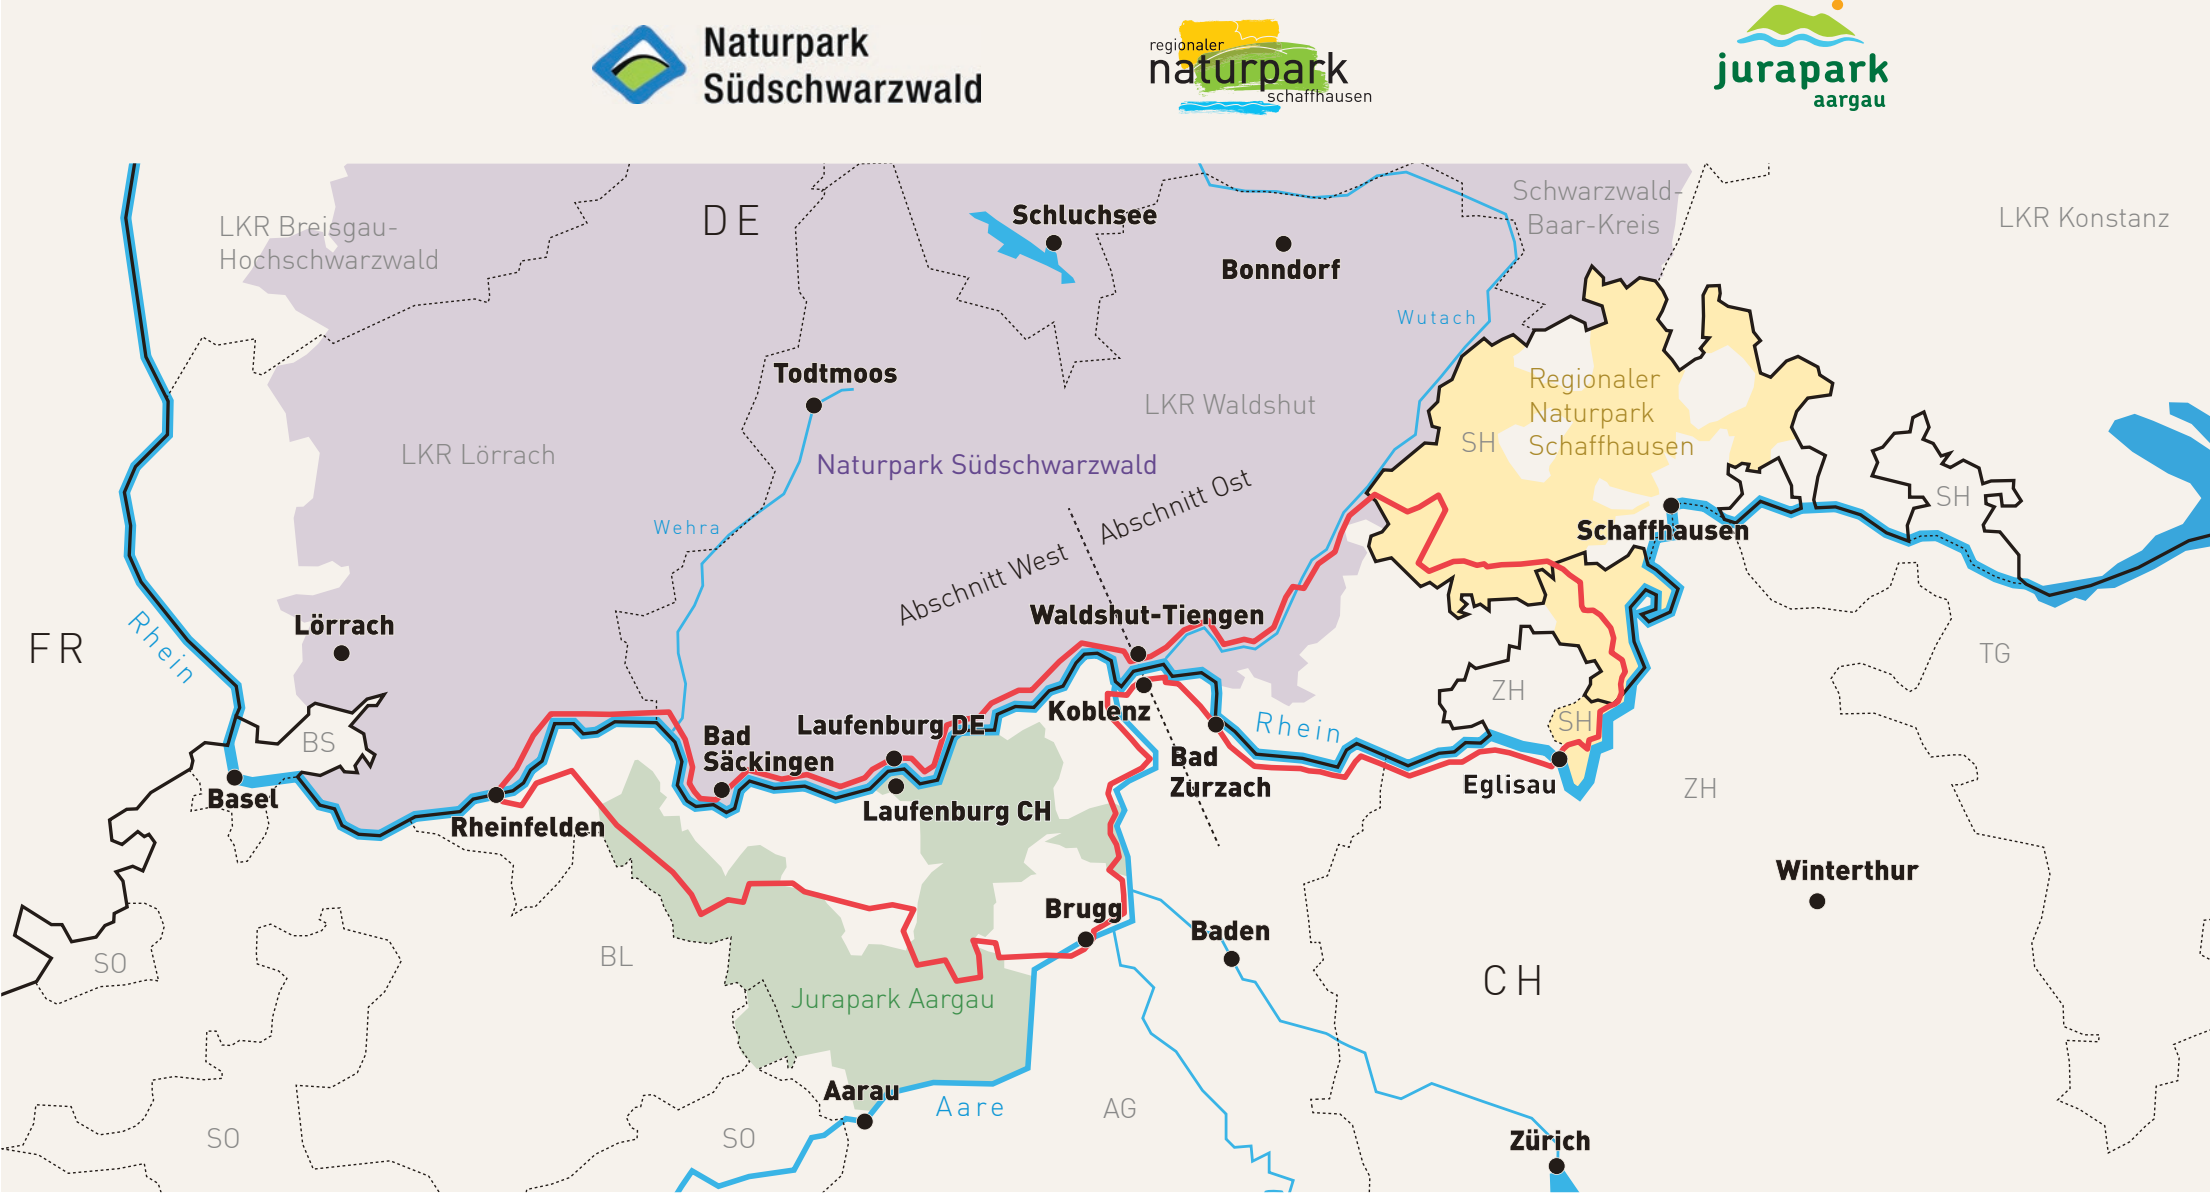 Naturpark
Südschwarzwald
regionaler
naturpark
schaffhausen
jurapark
aargau
DE
Schluchsee
Schwarzwald-
Baar-Kreis
LKR Konstanz
LKR Breisgau-
Hochschwarzwald
Bonndorf
Wutach
Todtmoos
LKR Waldshut
Regionaler
Naturpark
Schaffhausen
SH
LKR Lörrach
Naturpark Südschwarzwald
Abschnitt Ost
SH
Wehra
Schaffhausen
Abschnitt West
Rhein
Lörrach
Waldshut-Tiengen
FR
TG
ZH
Koblenz
SH
Laufenburg DE
Rhein
BS
Bad
Säckingen
Bad
Zurzach
Eglisau
ZH
Basel
Laufenburg CH
Rheinfelden
Winterthur
Brugg
Baden
SO
BL
CH
Jurapark Aargau
Aarau
Aare
AG
SO
SO
Zürich